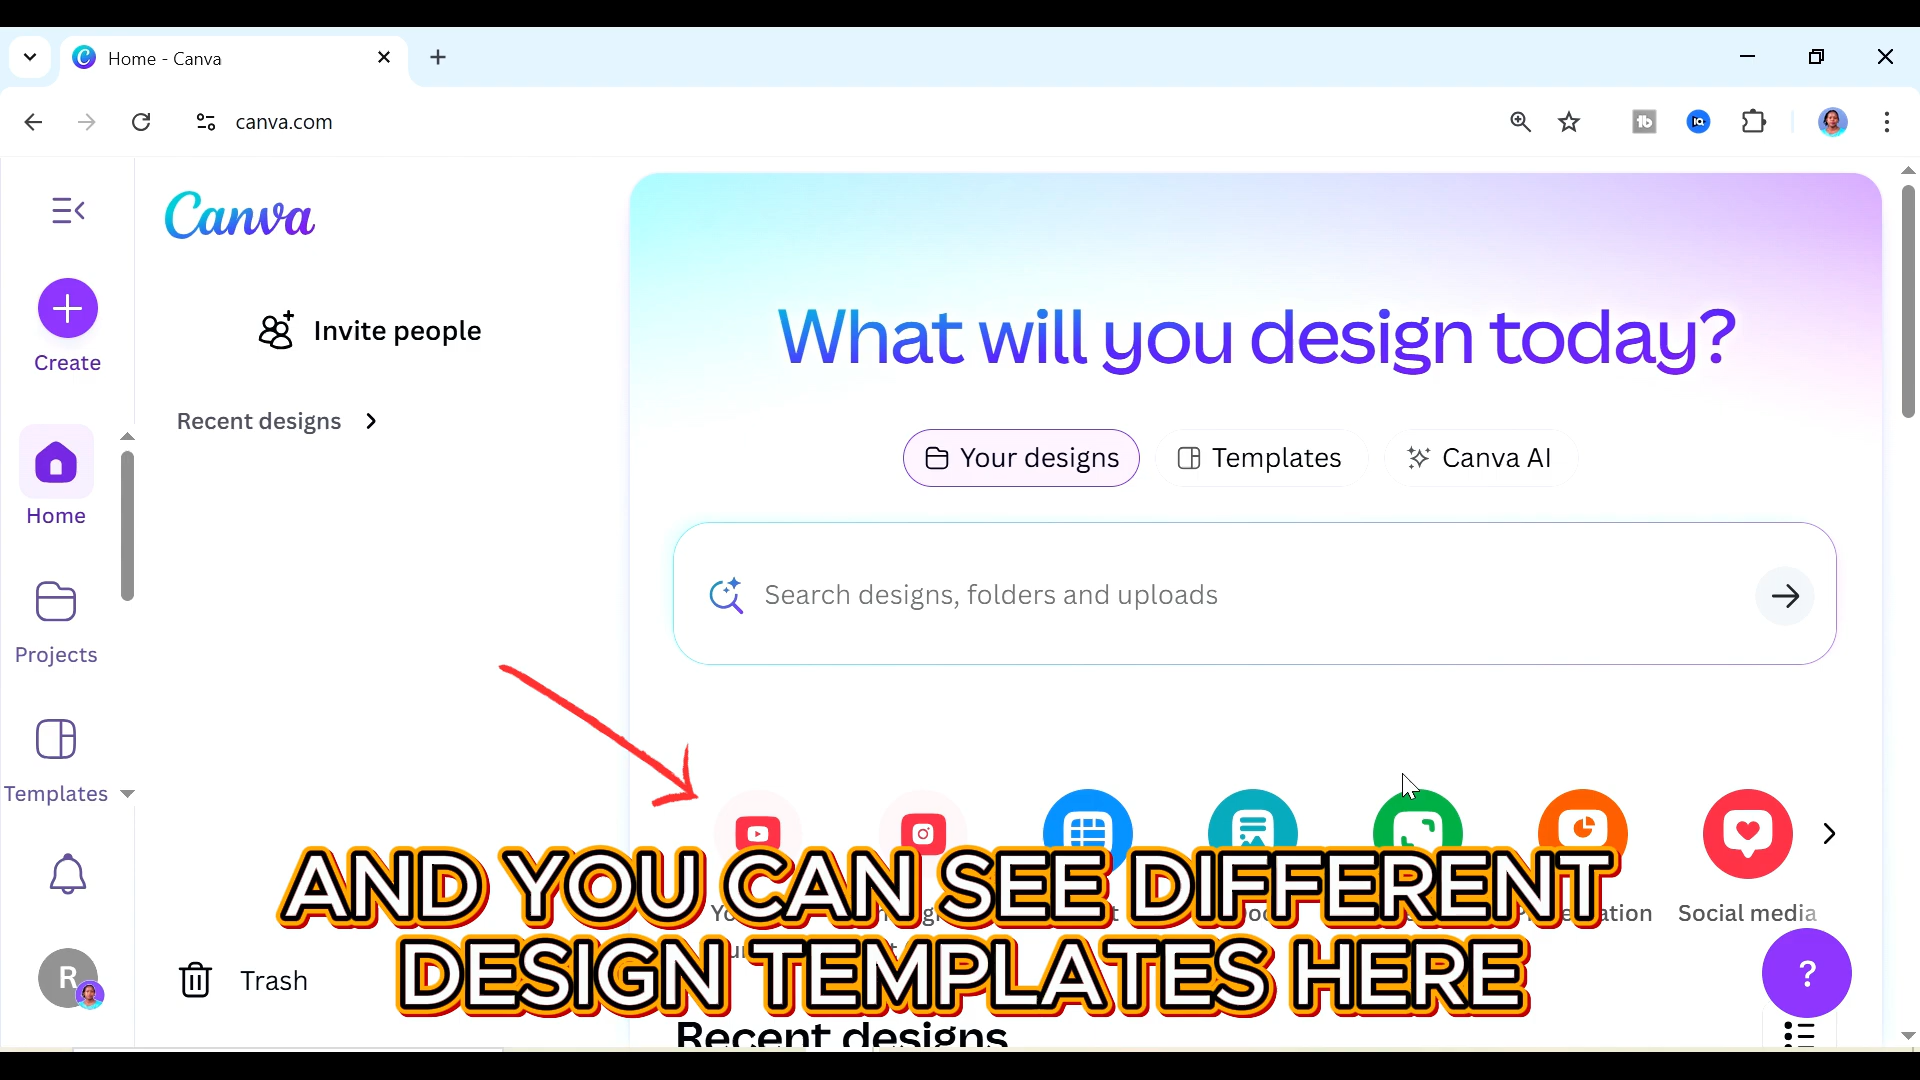 Home - Canva
canva.com
Canva
Create
Invite people
What will you design today?
Recent designs
Your designs
Templates
Canva AI
Home
Search designs, folders and uploads
Projects
Templates
Social media
AND YOU CAN SEE DIFFERENT
DESIGN TEMPLATES HERE
R
Trash
?
Recent designs